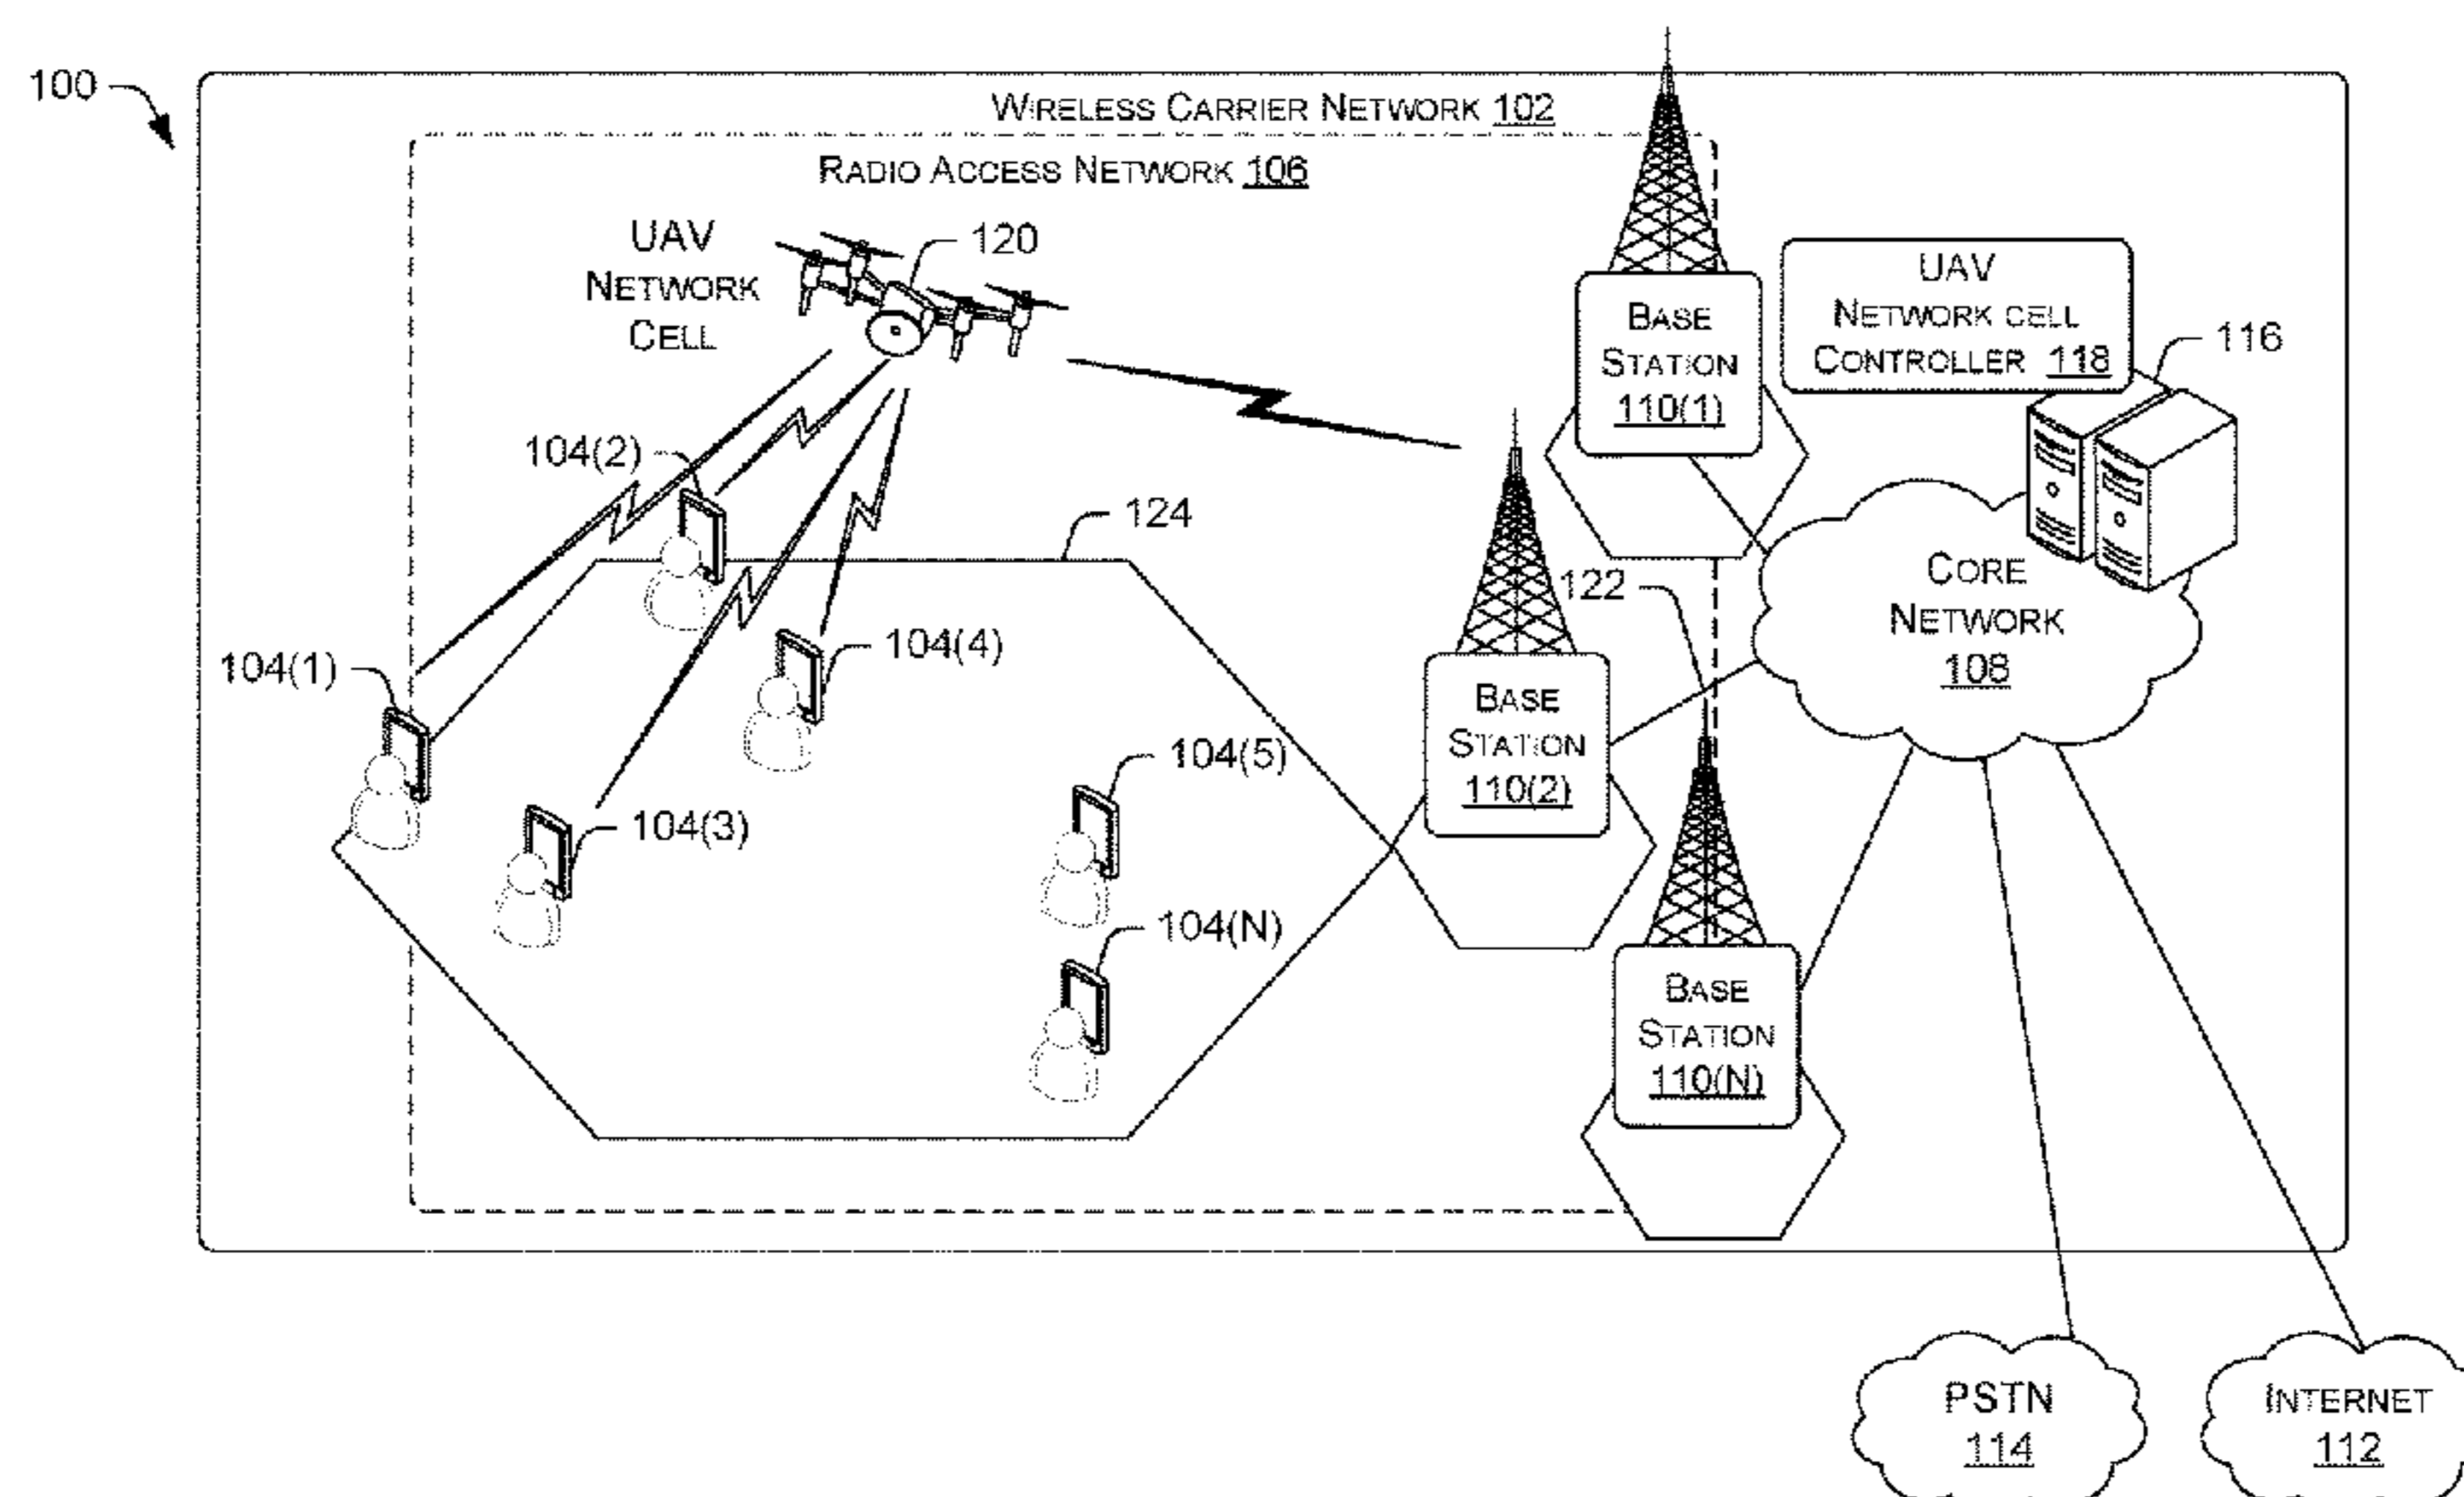 100
WIRELESS CARRIER NETWORK 102
RADIO ACCESS NETWORK 106
UAV
NETWORK
CELL
120
BASE
STATION
110(1)
UAV
NETWORK CELL
CONTROLLER 118
116
104(2)
124
122
CORE
NETWORK
108
104(1)
104(4)
BASE
STATION
110(2)
104(5)
104(3)
104(N)
BASE
STATION
110(N)
PSTN
114
INTERNET
112